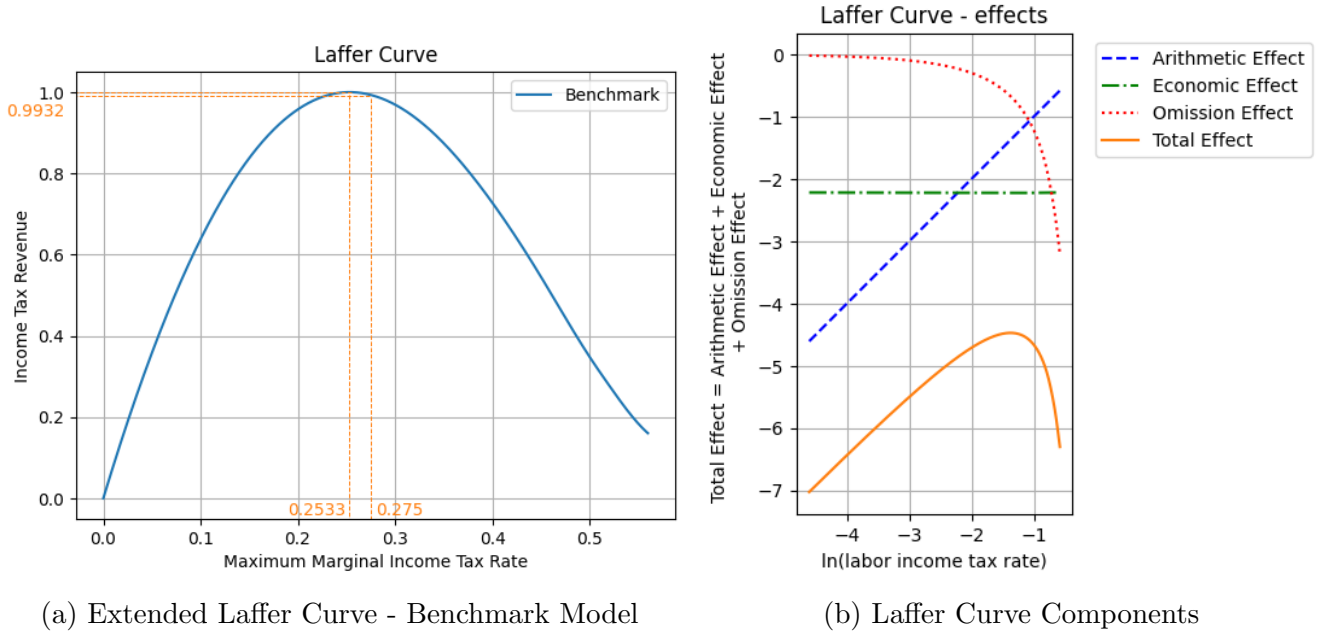 Laffer Curve
Benchmark
1.0
0.9932
0.8
0.6
0.4
0.2
0.0
Income Tax Revenue
0.2533
0.275
0.0
0.1
0.2
0.3
0.4
0.5
Maximum Marginal Income Tax Rate
(a) Extended Laffer Curve - Benchmark Model
Laffer Curve - effects
Arithmetic Effect
Economic Effect
Omission Effect
Total Effect
0
−1
−2
−3
−4
−5
−6
−7
Total Effect = Arithmetic Effect + Economic Effect
+ Omission Effect
−4
−3
−2
−1
ln(labor income tax rate)
(b) Laffer Curve Components